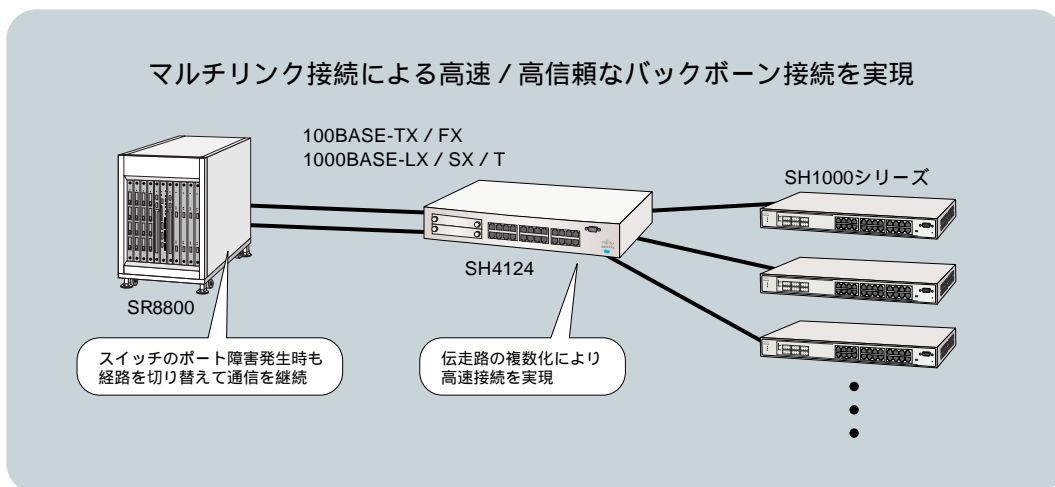 マルチリンク接続による高速 / 高信頼なバックボーン接続を実現
100BASE-TX / FX
1000BASE-LX / SX / T
SH1000シリーズ
SH4124
SR8800
スイッチのポート障害発生時も
経路を切り替えて通信を継続
伝走路の複数化により
高速接続を実現